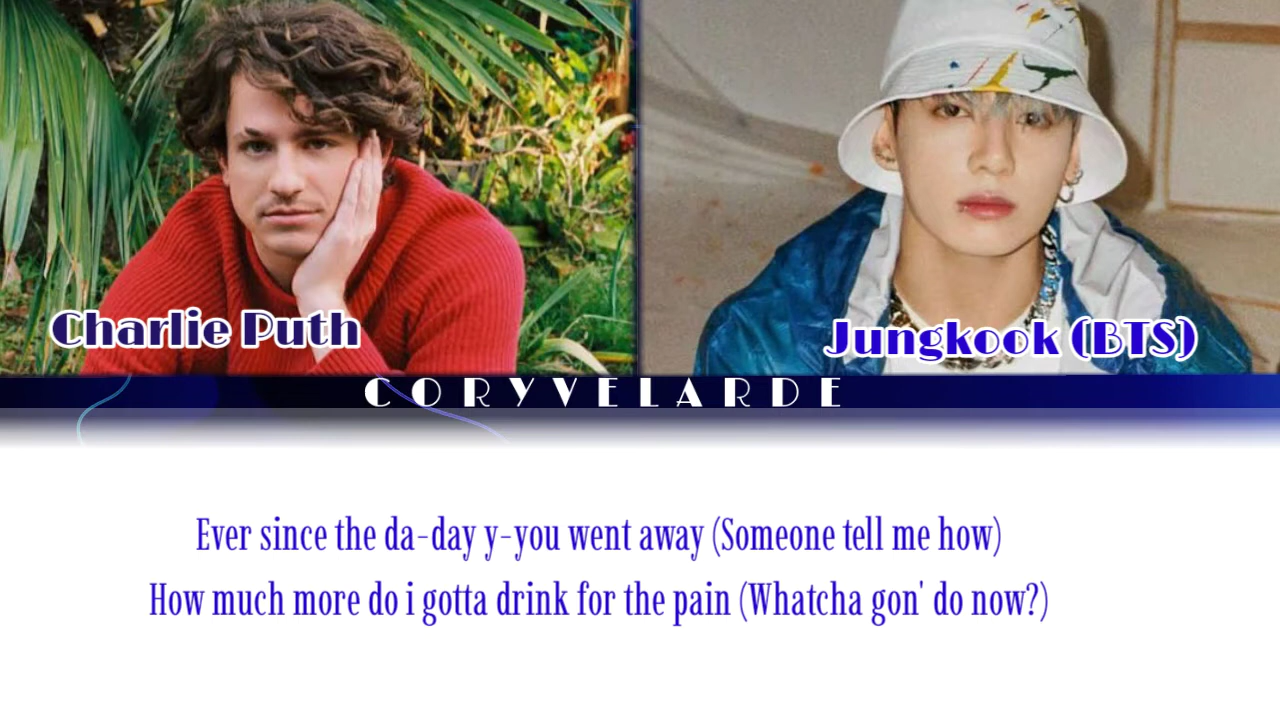 Charlie Puth
Jungkook (BTS)
CORYVELARDE
Ever since the da-day y-you went away (Someone tell me how)
How much more do i gotta drink for the pain (Whatcha gon' do now?)